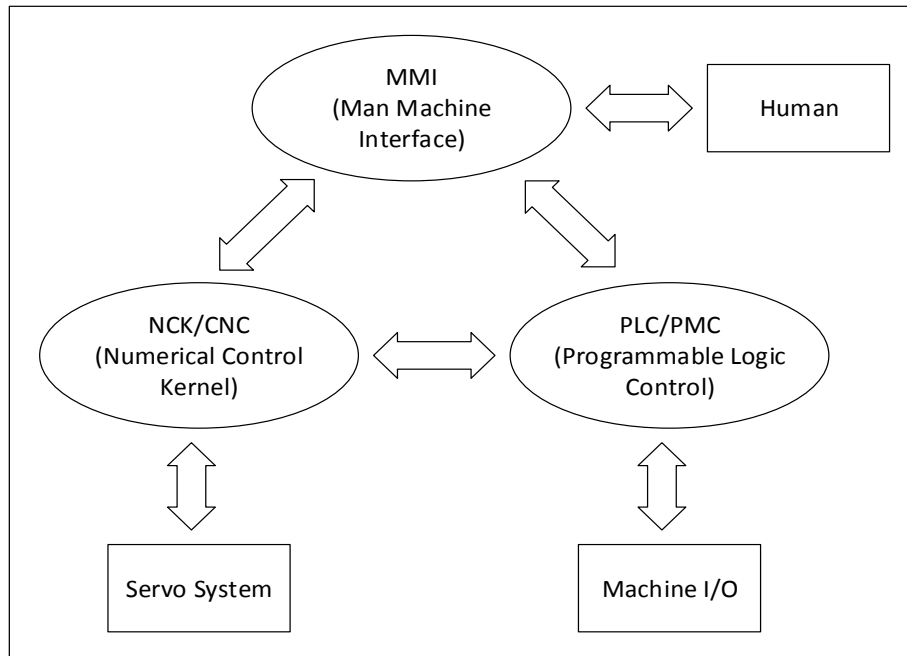 MMI
(Man Machine
Interface)
Human
NCK/CNC
(Numerical Control
Kernel)
PLC/PMC
(Programmable Logic
Control)
Servo System
Machine I/O